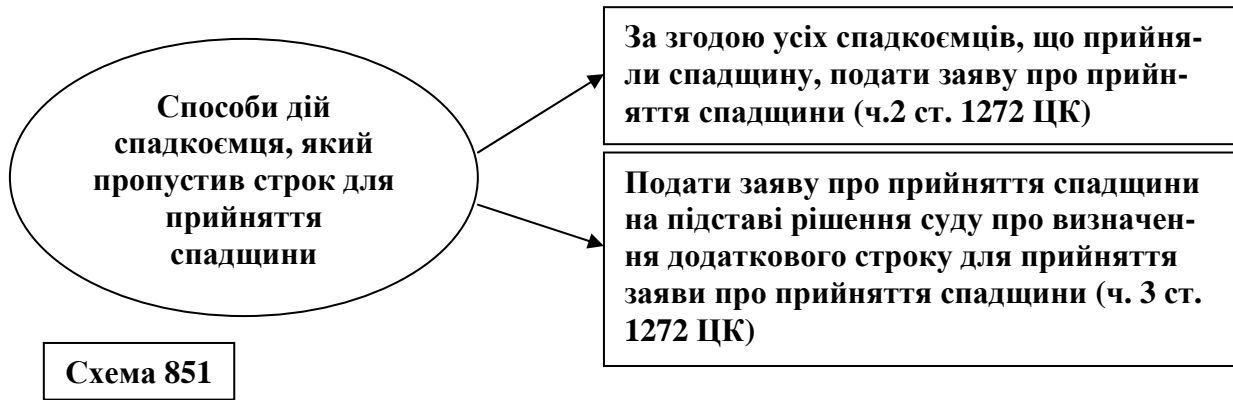 Способи дій
спадкоємця, який
пропустив строк для
прийняття
спадщини
За згодою усіх спадкоємців, що прийня-
ли спадщину, подати заяву про прийн-
яття спадщини (ч.2 ст. 1272 ЦК)
Подати заяву про прийняття спадщини
на підставі рішення суду про визначен-
ня додаткового строку для прийняття
заяви про прийняття спадщини (ч. 3 ст.
1272 ЦК)
Схема 851